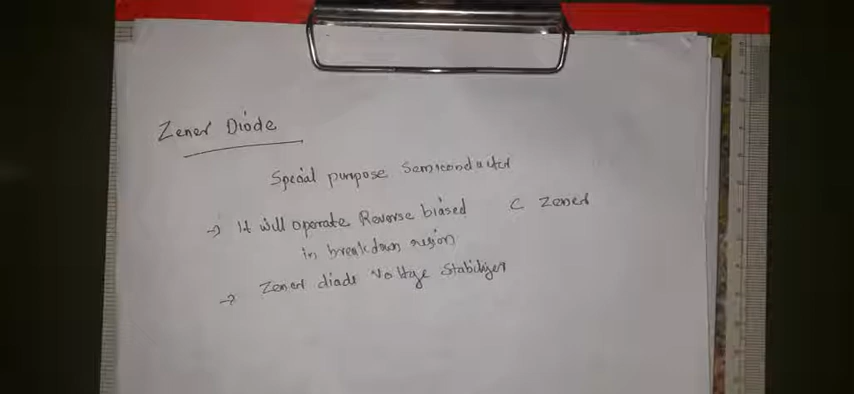 Zener Diode
Special purpose Semiconductor
→ It will operate Reverse biased C Zener
in breakdown region
→ Zener diode Voltage Stabilizer